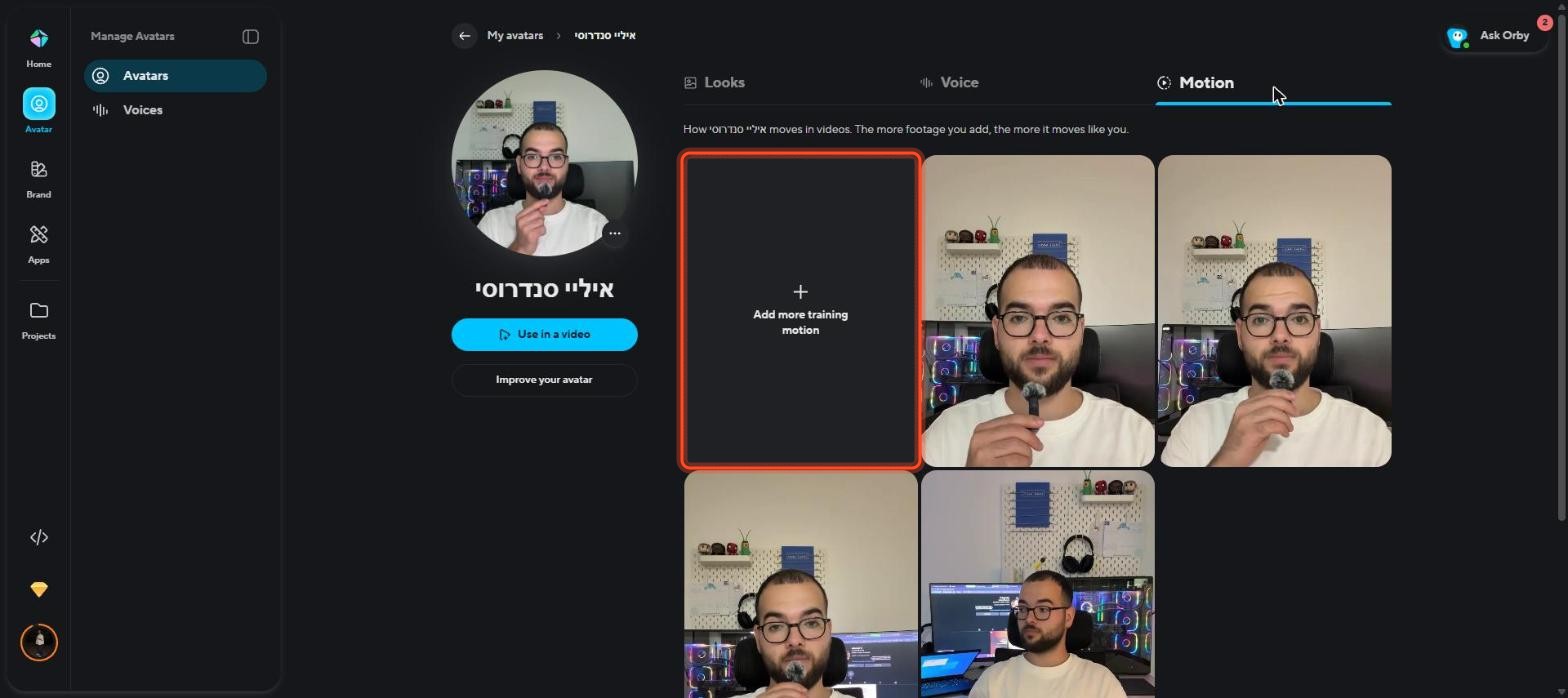 Manage Avatars
Home
Avatars
Avatar
Voices
Brand
Apps
Projects
My avatars › איליי סנדרוסי
Ask Orby
2
איליי סנדרוסי
Use in a video
Improve your avatar
Looks
Voice
Motion
How איליי סנדרוסי moves in videos. The more footage you add, the more it moves like you.
+
Add more training
motion